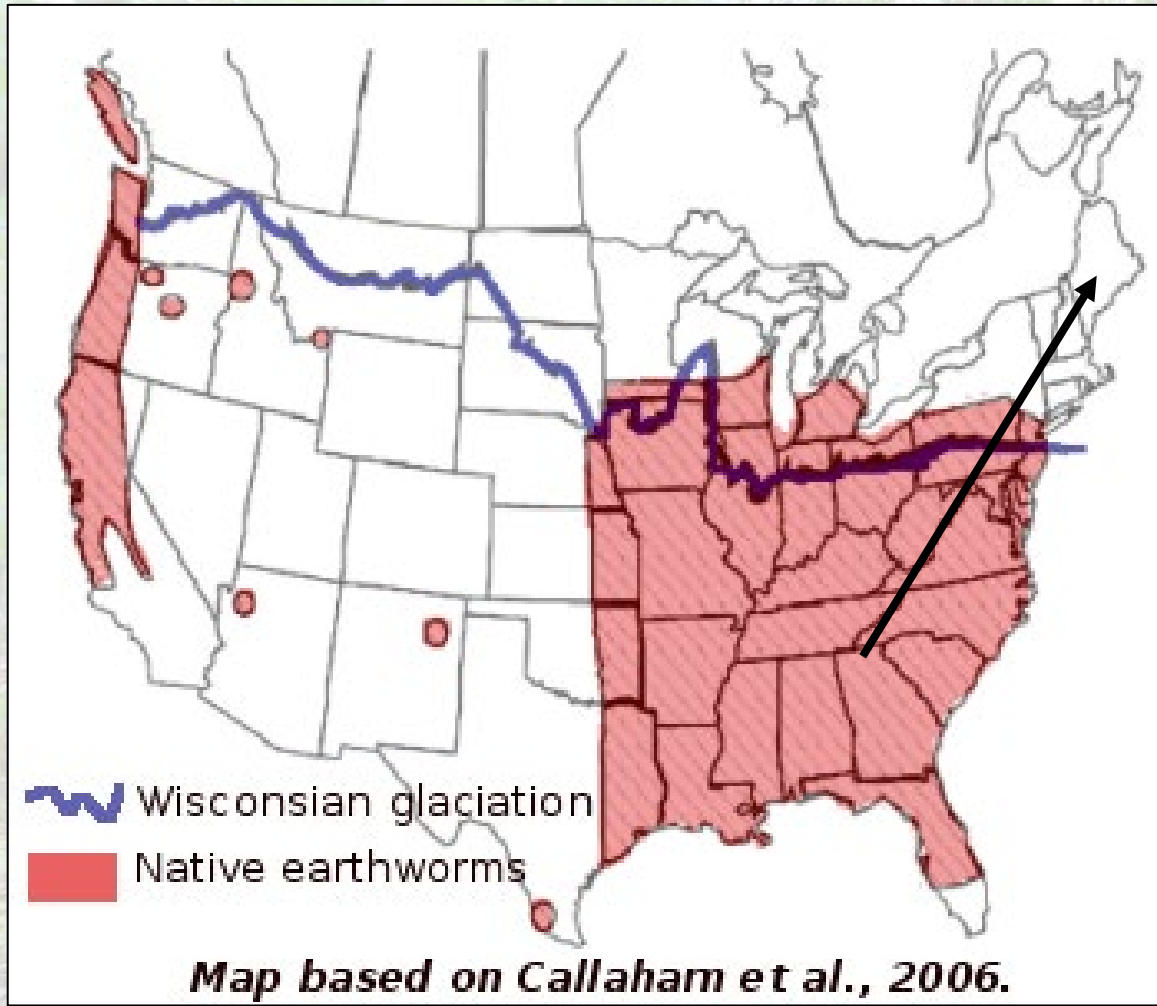 Wisconsian glaciation
Native earthworms
Map based on Callaham et al., 2006.